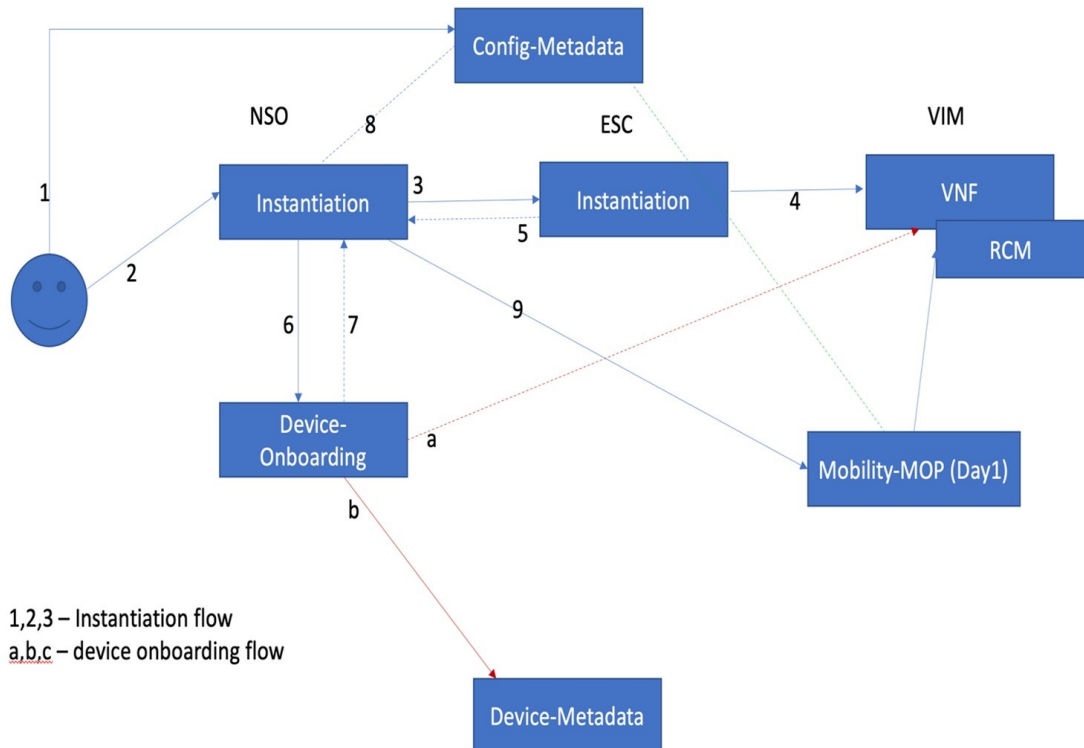 Config-Metadata
NSO
8
ESC
VIM
1
Instantiation
3
Instantiation
4
VNF
5
2
RCM
6
7
9
Device-
Onboarding
a
Mobility-MOP (Day1)
b
1,2,3 – Instantiation flow
a,b,c – device onboarding flow
Device-Metadata